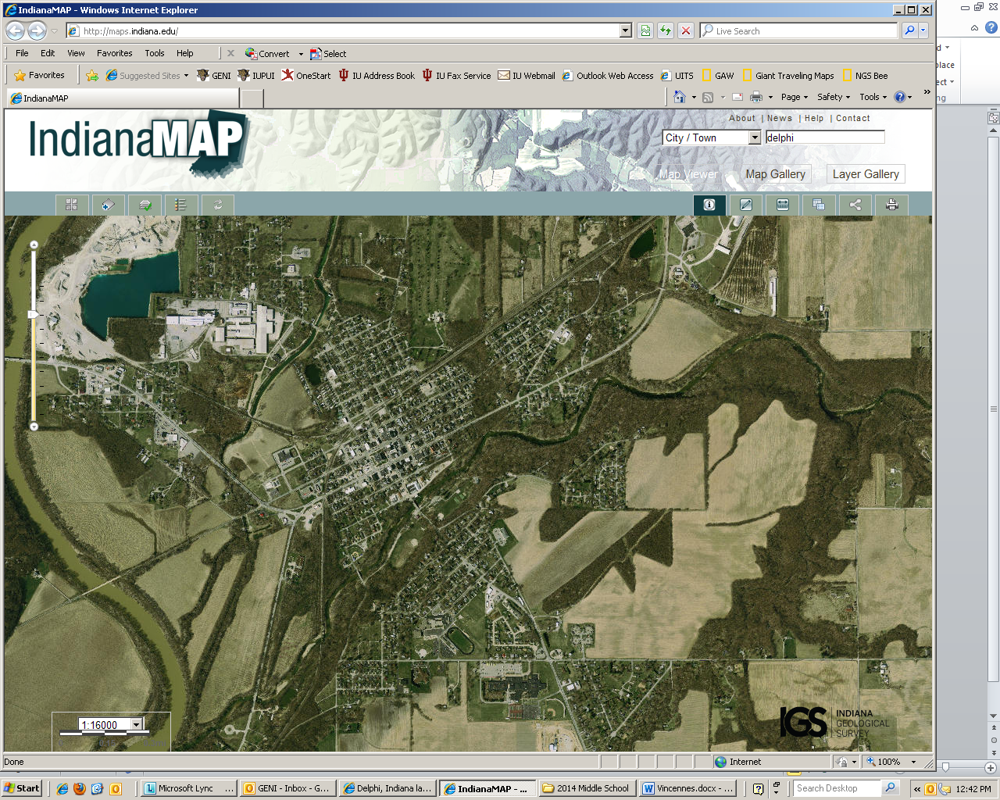 IndianaMAP - Windows Internet Explorer
http://maps.indiana.edu/
Live Search
File Edit View Favorites Tools Help Convert Select
Favorites Suggested Sites GENI IUPUI OneStart IU Address Book IU Fax Service IU Webmail Outlook Web Access UITS GAW Giant Traveling Maps NGS Bee
IndianaMAP Page Safety Tools
IndianaMAP
About | News | Help | Contact
City / Town delphi
Map Viewer Map Gallery Layer Gallery
1:16000
IGS INDIANA
GEOLOGICAL
SURVEY
Done Internet 100%
Start Microsoft Lync ... GENI - Inbox - G... Delphi, Indiana la... IndianaMAP - ... 2014 Middle School Vincennes.docx - ... Search Desktop 12:42 PM